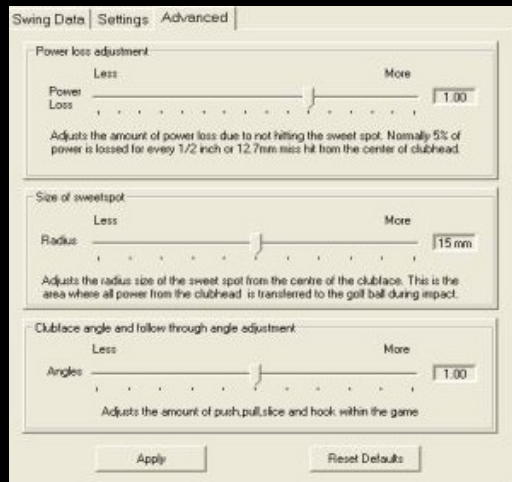 Swing Data Settings Advanced
Power loss adjustment
Less More
Power Loss 1.00
Adjusts the amount of power loss due to not hitting the sweet spot. Normally 5% of
power is lossed for every 1/2 inch or 12.7mm miss hit from the center of clubhead.
Size of sweetspot
Less More
Radius 15 mm
Adjusts the radius size of the sweet spot from the centre of the clubface. This is the
area where all power from the clubhead is transferred to the golf ball during impact.
Clubface angle and follow through angle adjustment
Less More
Angles 1.00
Adjusts the amount of push,pull,slice and hook within the game
Apply Reset Defaults